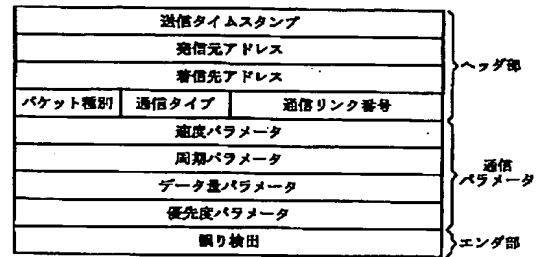 送信タイムスタンプ
発信元アドレス
着信先アドレス
パケット種別 通信タイプ 通信リンク番号
ヘッダ部
速度パラメータ
周期パラメータ
データ量パラメータ
優先度パラメータ
通信
パラメータ
誤り検出
エンダ部